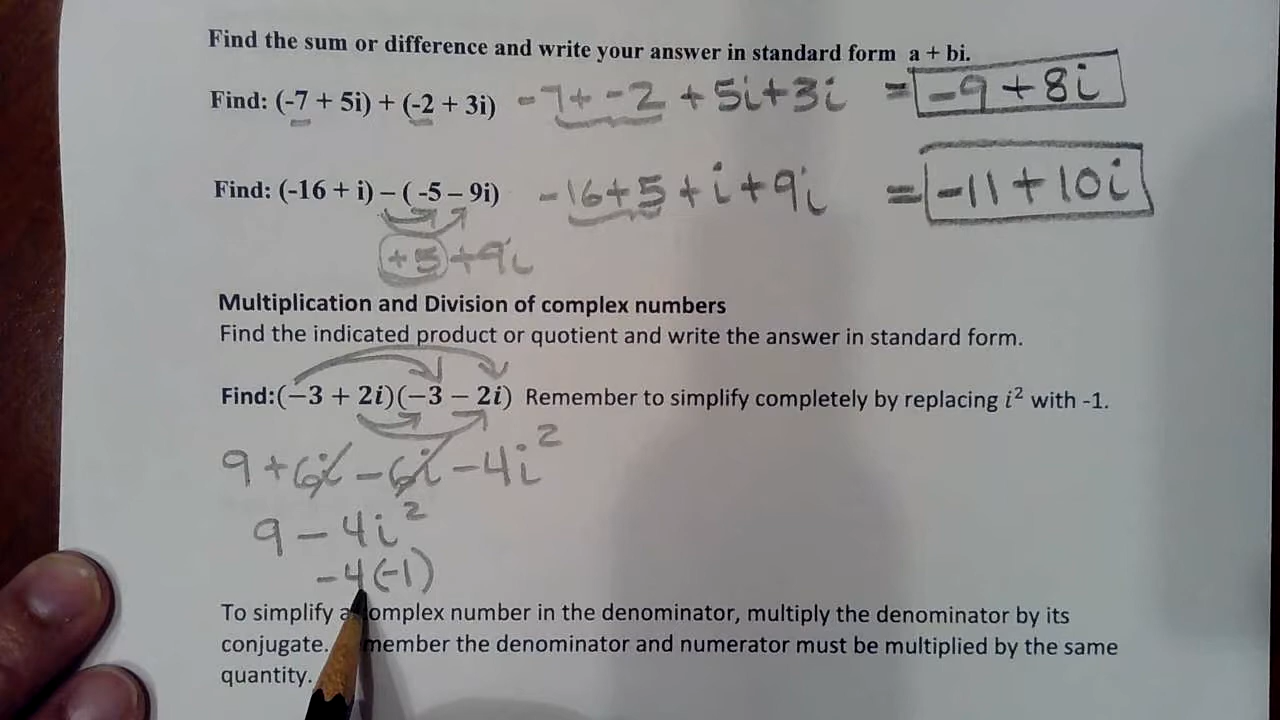 Find the sum or difference and write your answer in standard form a + bi.
Find: (-7 + 5i) + (-2 + 3i) -7+-2 +5i+3i = -9+8i
Find: (-16 + i) – ( -5 – 9i) -16+5 +i+9i = -11+10i
+5 +9i
Multiplication and Division of complex numbers
Find the indicated product or quotient and write the answer in standard form.
Find:(−3 + 2i)(−3 − 2i) Remember to simplify completely by replacing i² with -1.
9 +6i -6i -4i²
9 - 4i²
-4(-1)
To simplify a complex number in the denominator, multiply the denominator by its
conjugate. member the denominator and numerator must be multiplied by the same
quantity.